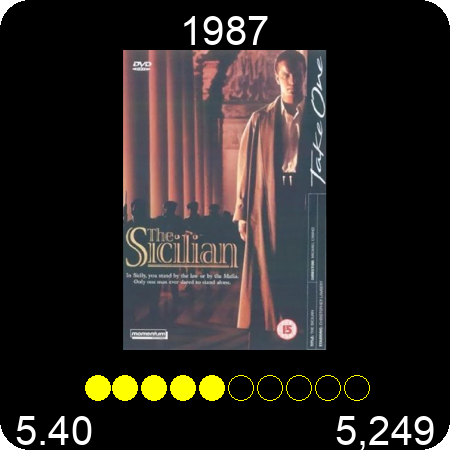 1987
DVD
Take One
The
Sicilian
In Sicily, you stand by the law or by the Mafia.
Only one man ever dared to stand alone.
momentum
15
5.40
5,249